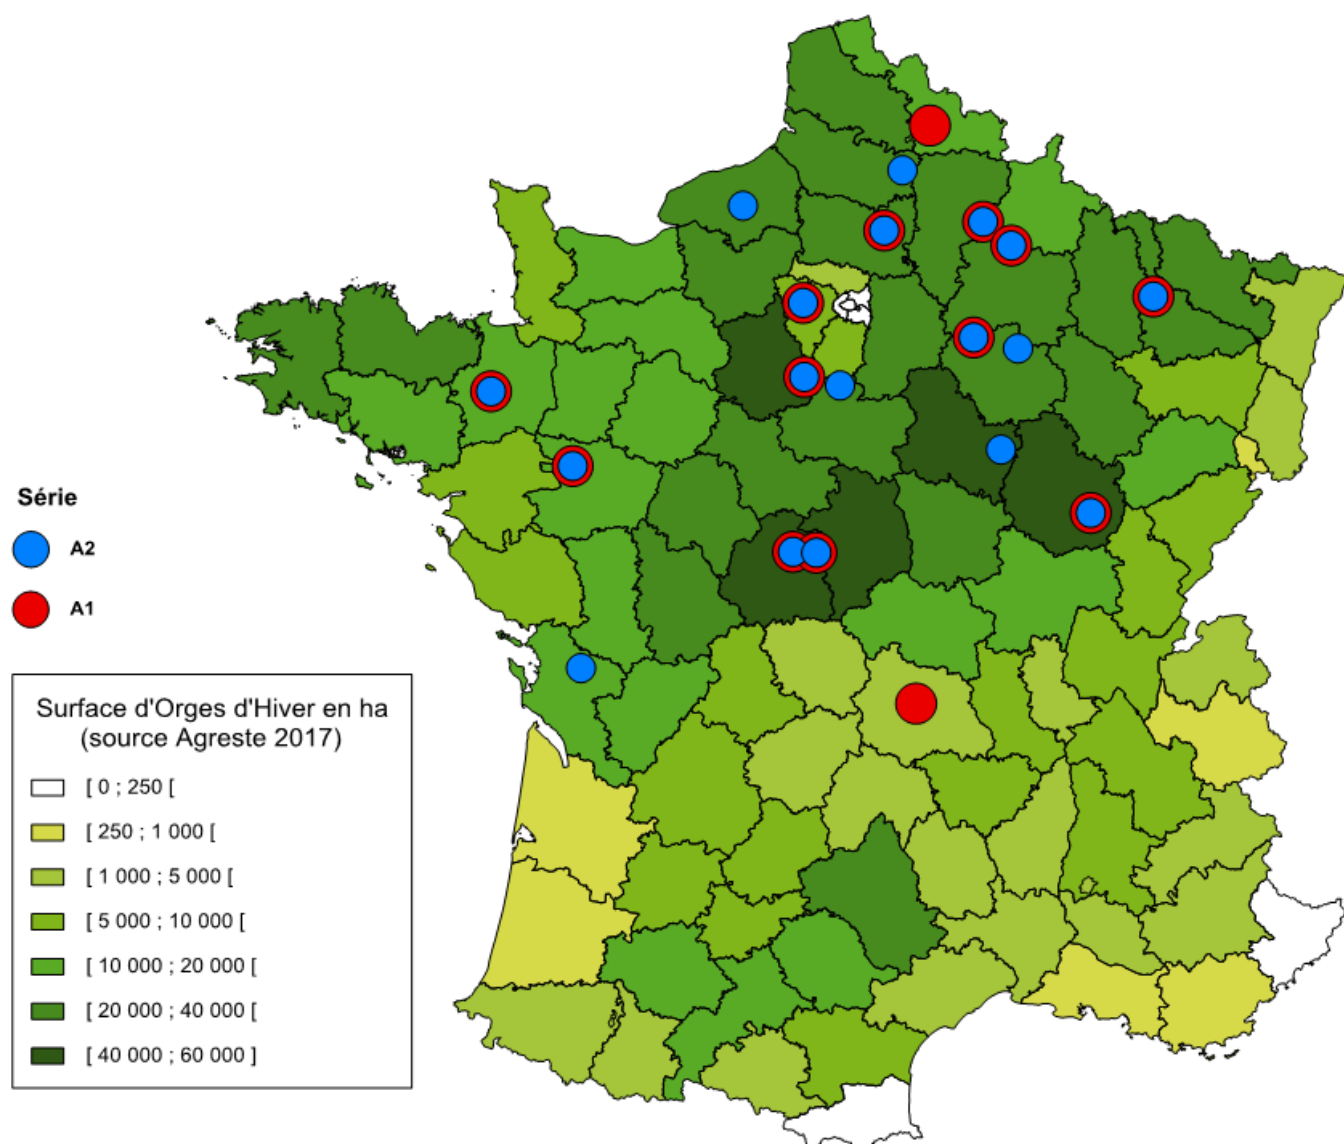 Série
A2
A1
Surface d'Orges d'Hiver en ha
(source Agreste 2017)
[ 0 ; 250 [
[ 250 ; 1 000 [
[ 1 000 ; 5 000 [
[ 5 000 ; 10 000 [
[ 10 000 ; 20 000 [
[ 20 000 ; 40 000 [
[ 40 000 ; 60 000 ]